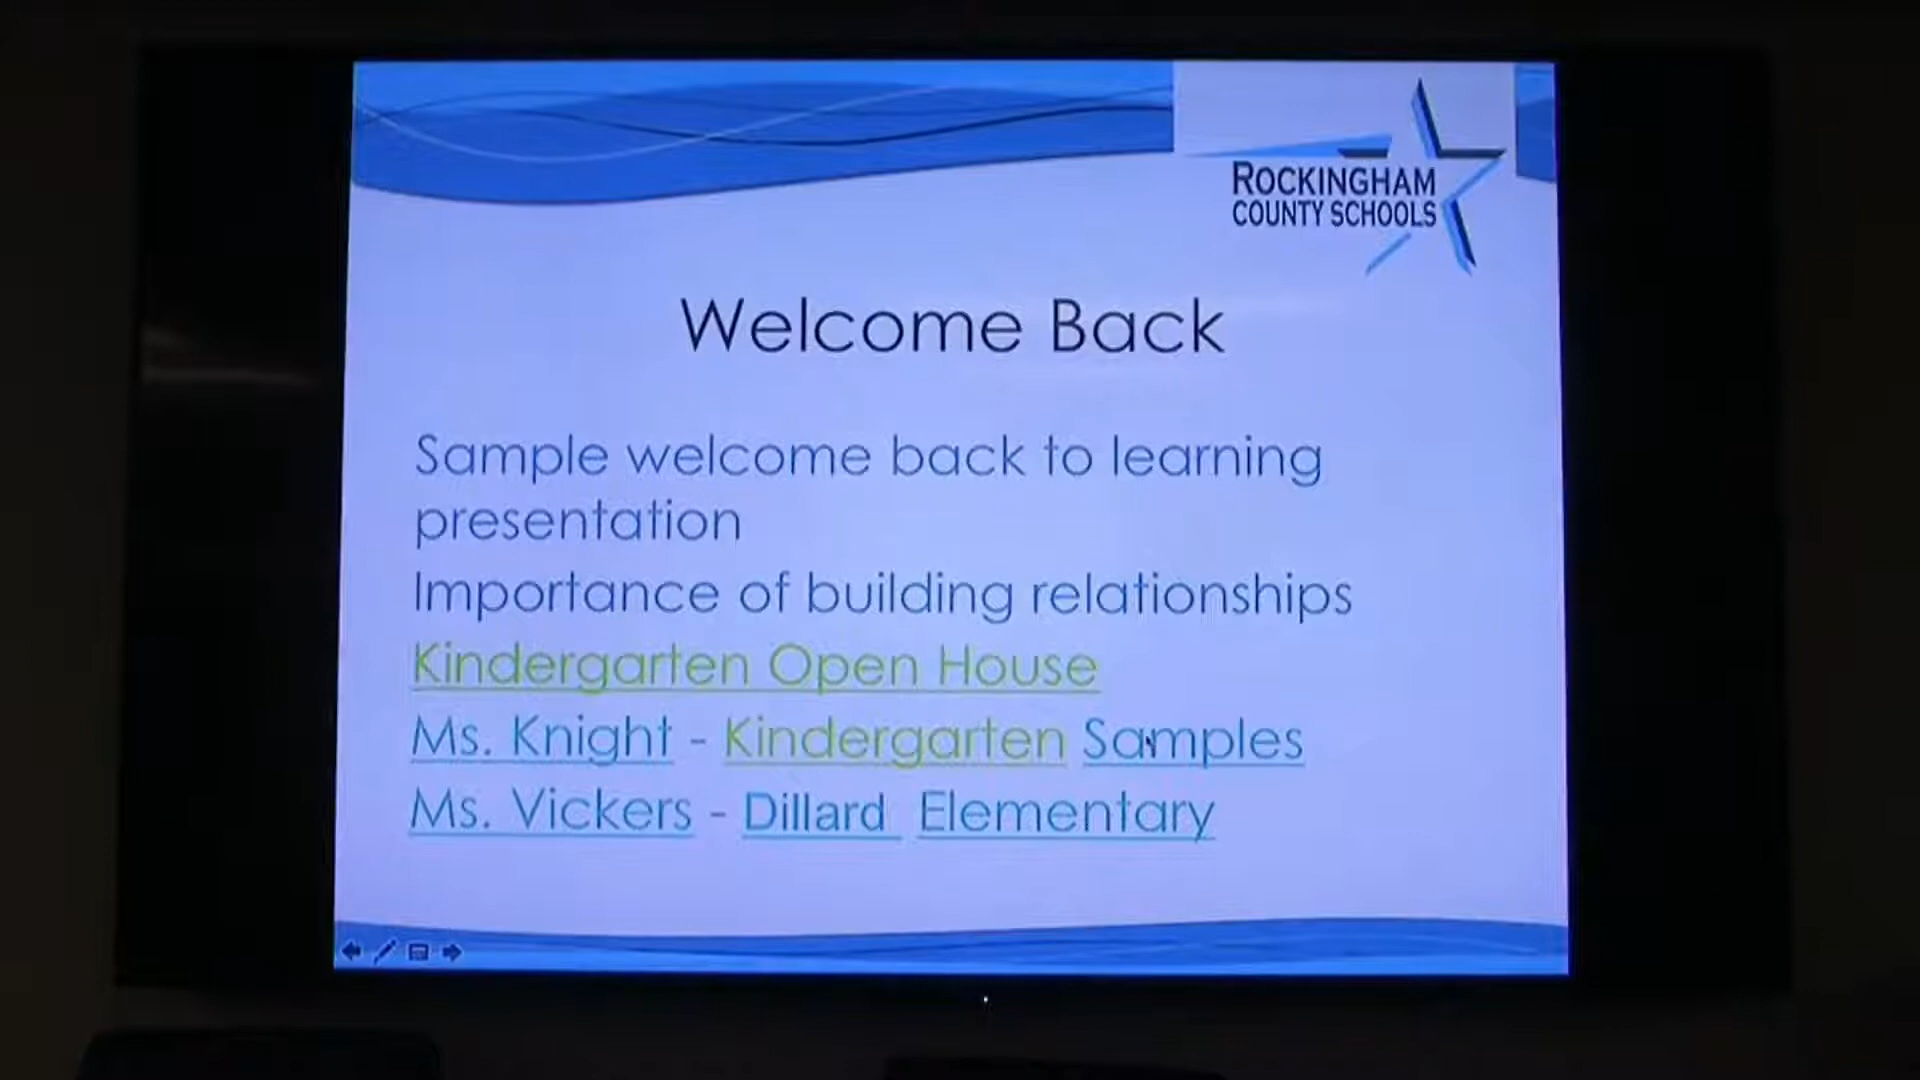 ROCKINGHAM
COUNTY SCHOOLS
Welcome Back
Sample welcome back to learning
presentation
Importance of building relationships
Kindergarten Open House
Ms. Knight - Kindergarten Samples
Ms. Vickers - Dillard Elementary